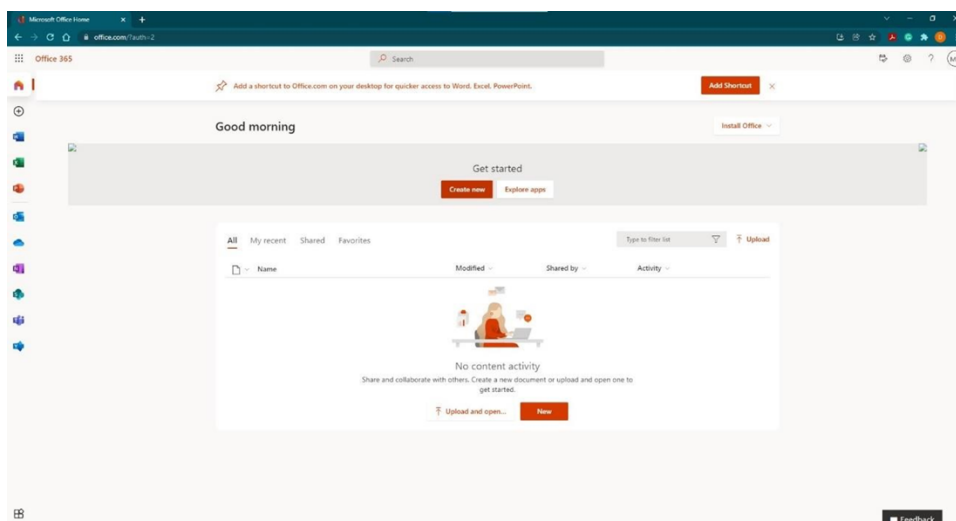 Microsoft Office Home
office.com/?auth=2
Office 365
Search
Add a shortcut to Office.com on your desktop for quicker access to Word, Excel, PowerPoint.
Add Shortcut
Good morning
Install Office
Get started
Create new
Explore apps
All My recent Shared Favorites
Type to filter list
Upload
Name Modified Shared by Activity
No content activity
Share and collaborate with others. Create a new document or upload and open one to
get started.
Upload and open...
New
Feedback